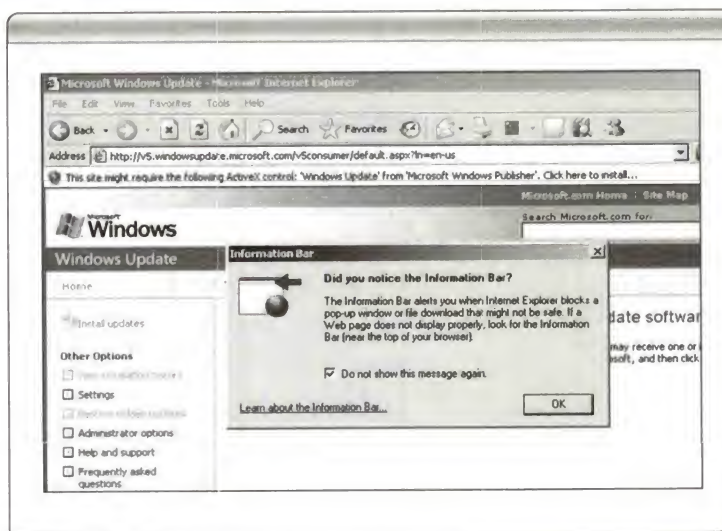 Microsoft Windows Update - Microsoft Internet Explorer
File Edit View Favorites Tools Help
Back Search Favorites
Address http://v5.windowsupdate.microsoft.com/v5consumer/default.aspx?ln=en-us
This site might require the following ActiveX control: 'Windows Update' from 'Microsoft Windows Publisher'. Click here to install...
Microsoft.com Home Site Map
Microsoft
Windows
Search Microsoft.com for:
Windows Update
Home
Install updates
Other Options
Settings
Administrator options
Help and support
Frequently asked
questions
Information Bar
Did you notice the Information Bar?
The Information Bar alerts you when Internet Explorer blocks a
pop-up window or file download that might not be safe. If a
Web page does not display properly, look for the Information
Bar (near the top of your browser).
Do not show this message again.
Learn about the Information Bar...
OK
date softwar
may receive one or
osoft, and then click